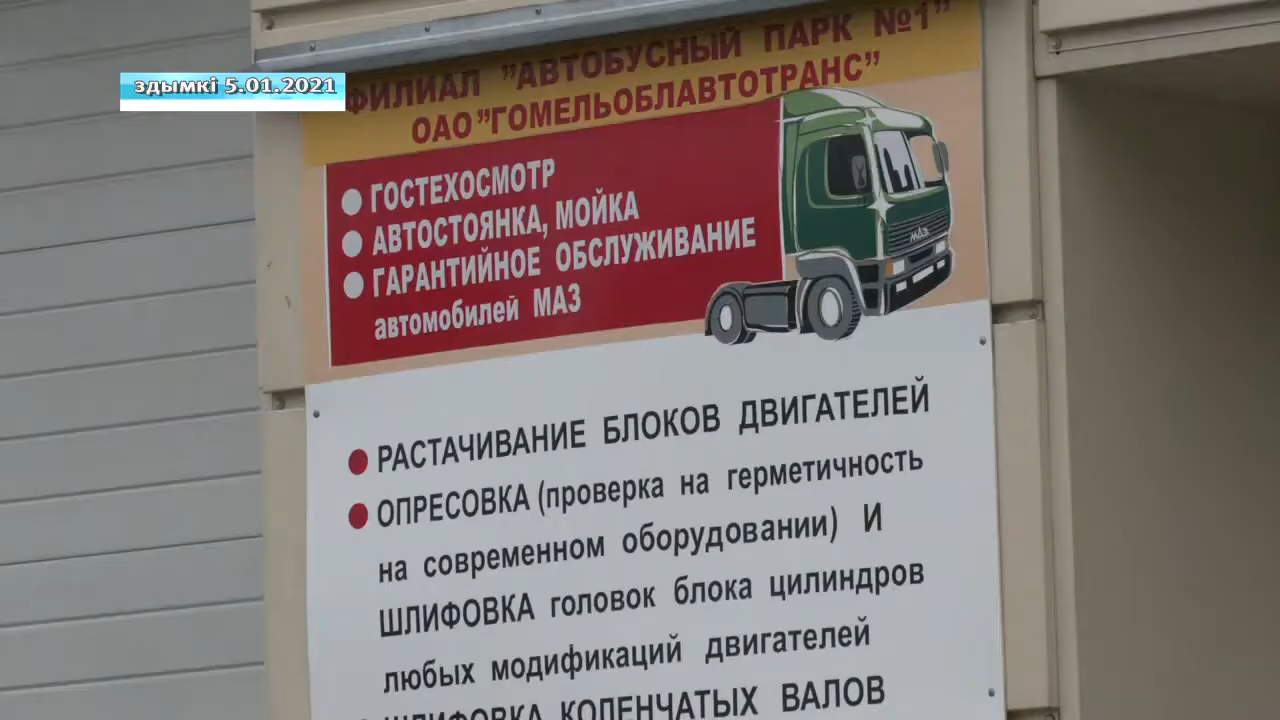 здымкі 5.01.2021
ФИЛИАЛ "АВТОБУСНЫЙ ПАРК №1"
ОАО "ГОМЕЛЬОБЛАВТОТРАНС"
ГОСТЕХОСМОТР
АВТОСТОЯНКА, МОЙКА
ГАРАНТИЙНОЕ ОБСЛУЖИВАНИЕ
автомобилей МАЗ
МАЗ
РАСТАЧИВАНИЕ БЛОКОВ ДВИГАТЕЛЕЙ
ОПРЕСОВКА (проверка на герметичность
на современном оборудовании) И
ШЛИФОВКА головок блока цилиндров
любых модификаций двигателей
ШЛИФОВКА КОЛЕНЧАТЫХ ВАЛОВ